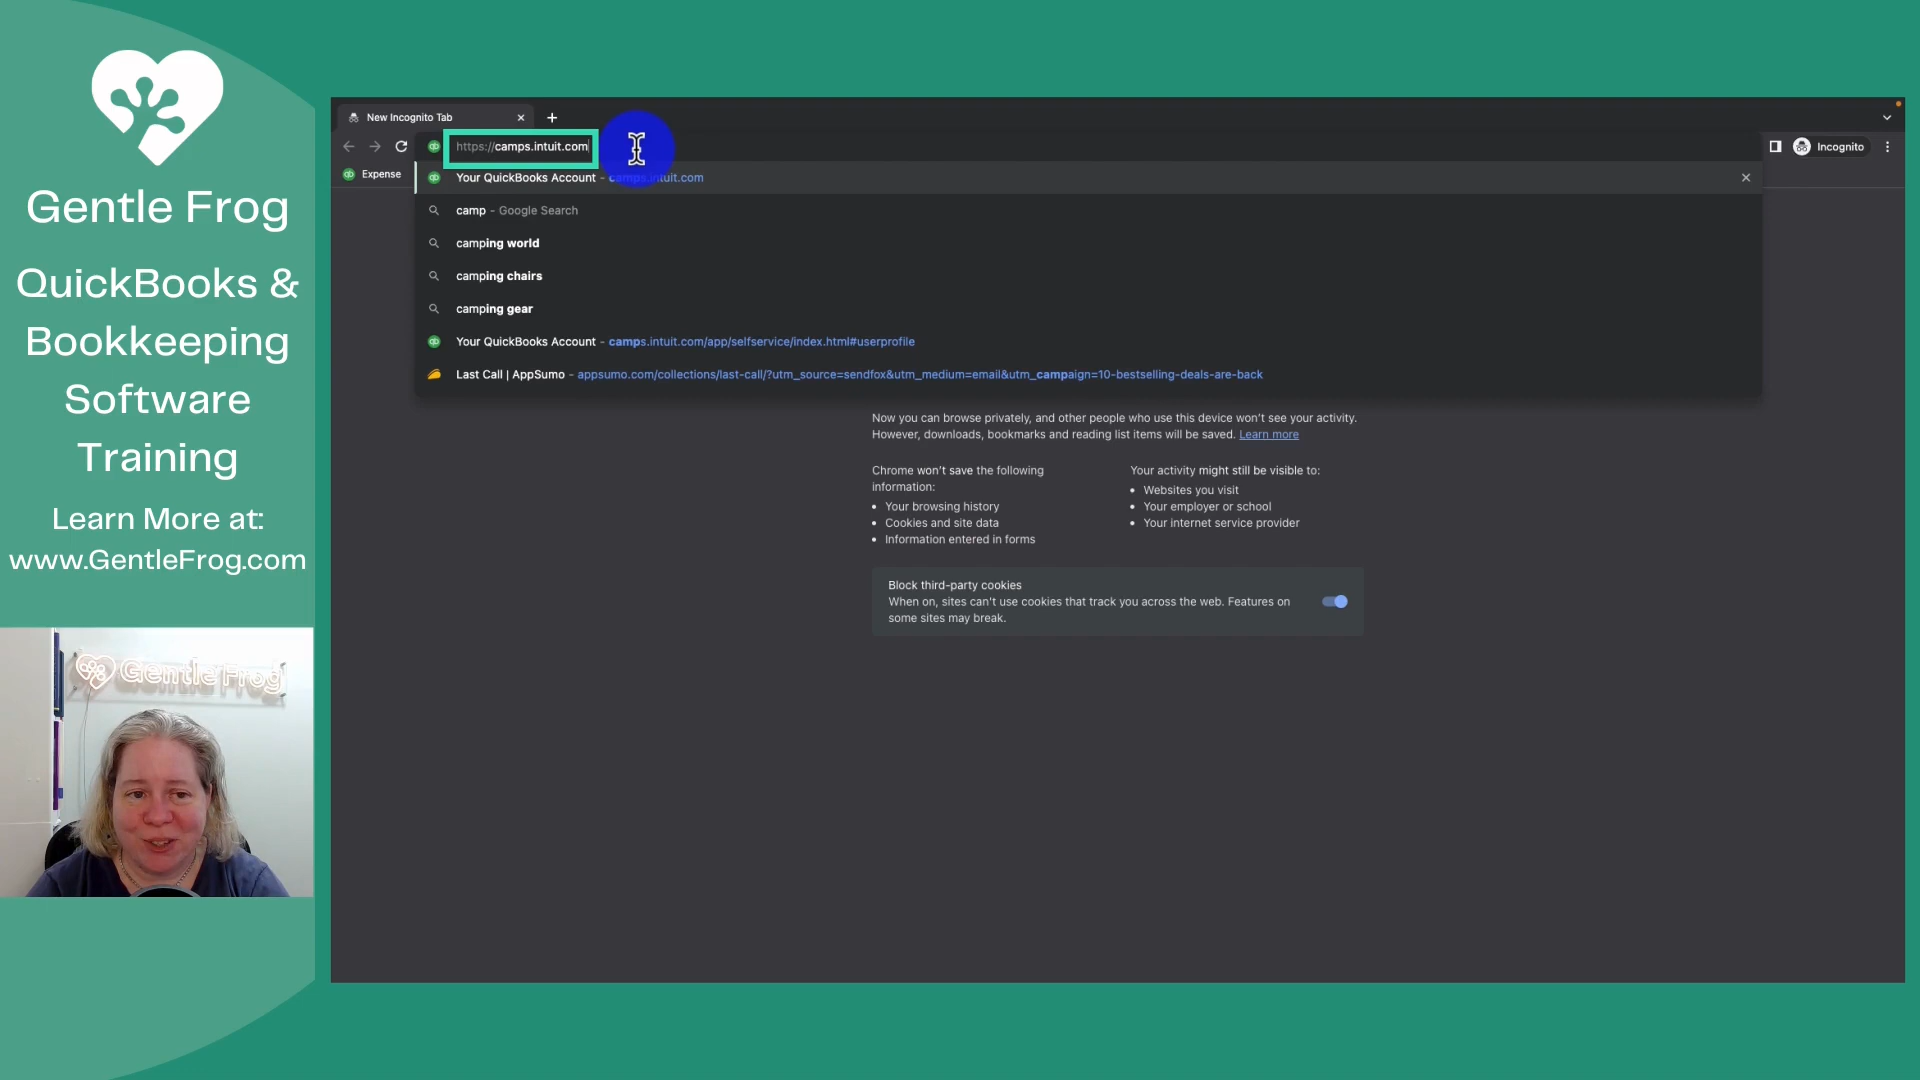 Gentle Frog
QuickBooks &
Bookkeeping
Software
Training
Learn More at:
www.GentleFrog.com
Gentle Frog
New Incognito Tab
https://camps.intuit.com
Incognito
Expense
Your QuickBooks Account - camps.intuit.com
camp - Google Search
camping world
camping chairs
camping gear
Your QuickBooks Account - camps.intuit.com/app/selfservice/index.html#userprofile
Last Call | AppSumo - appsumo.com/collections/last-call/?utm_source=sendfox&utm_medium=email&utm_campaign=10-bestselling-deals-are-back
Now you can browse privately, and other people who use this device won't see your activity.
However, downloads, bookmarks and reading list items will be saved. Learn more
Chrome won't save the following
information:
• Your browsing history
• Cookies and site data
• Information entered in forms
Your activity might still be visible to:
• Websites you visit
• Your employer or school
• Your internet service provider
Block third-party cookies
When on, sites can't use cookies that track you across the web. Features on
some sites may break.